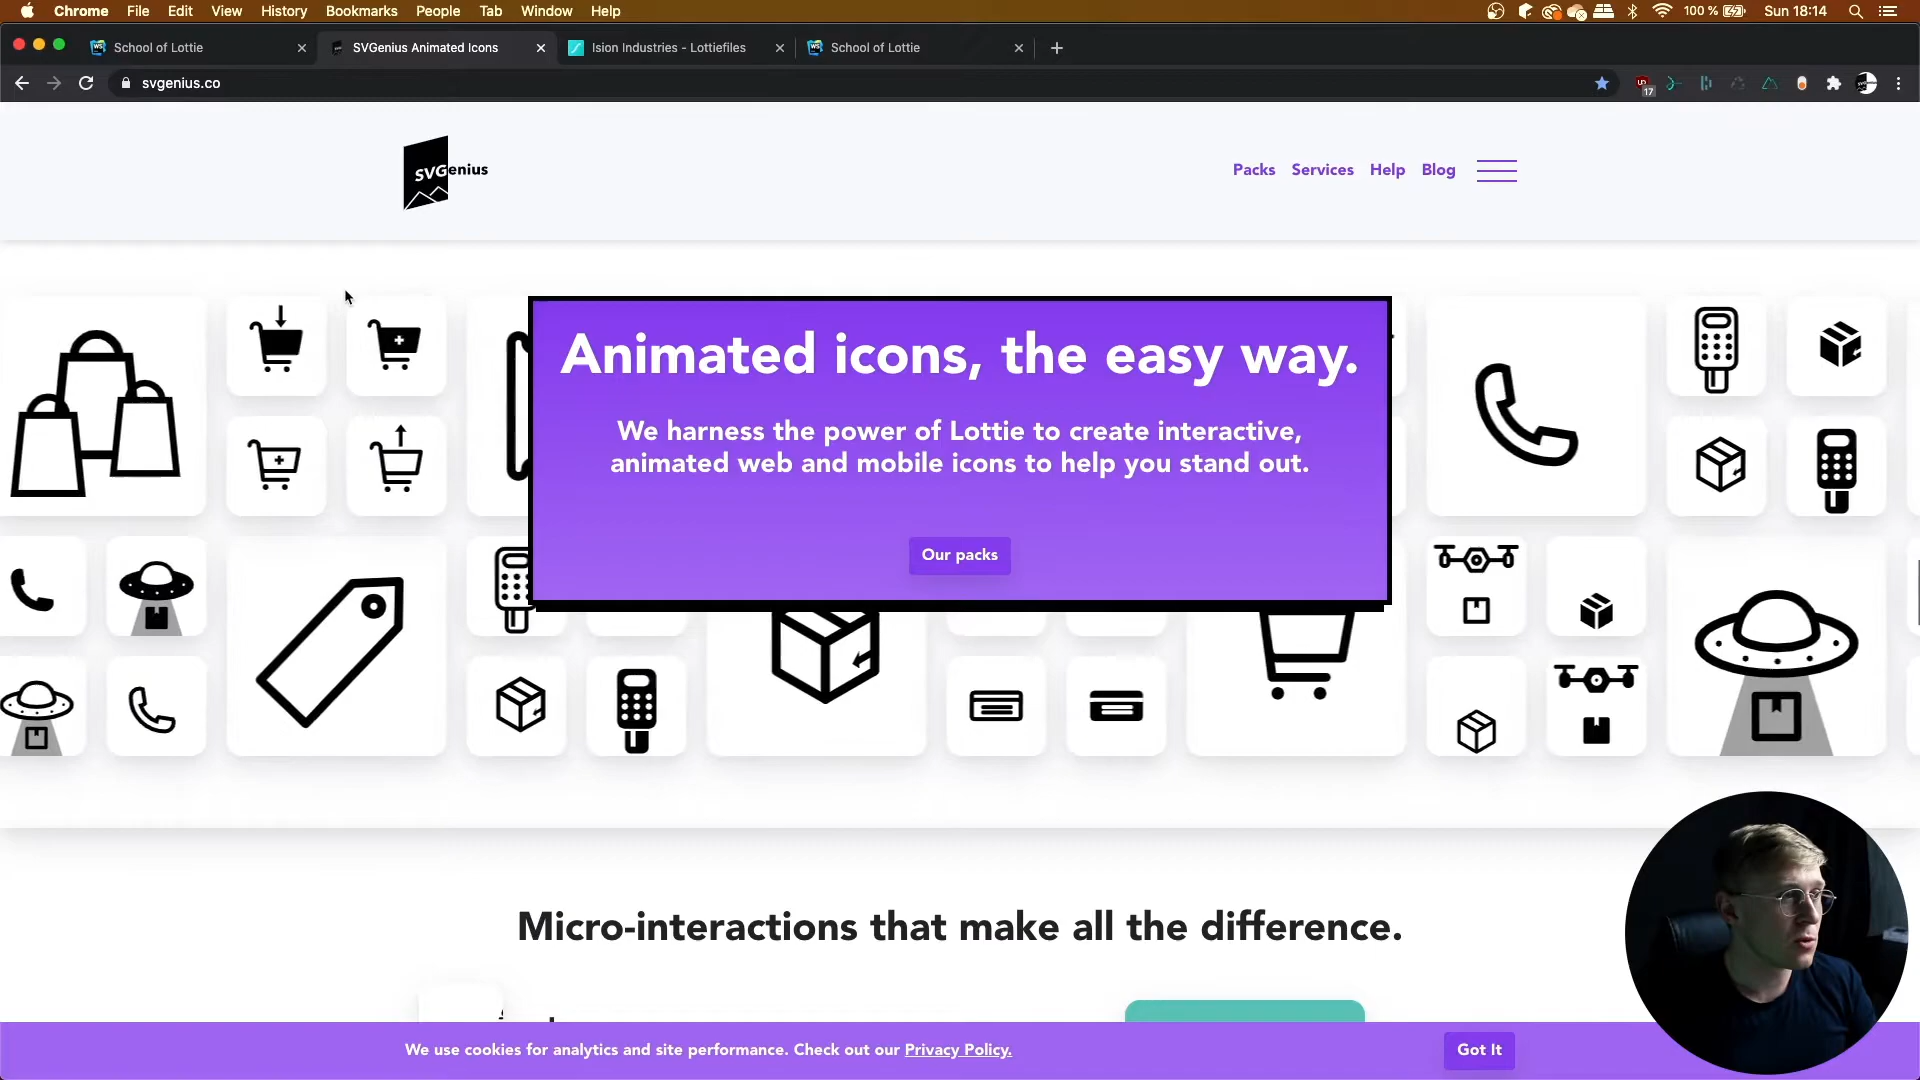 Chrome File Edit View History Bookmarks People Tab Window Help 100 % Sun 18:14
School of Lottie SVGenius Animated Icons Ision Industries - Lottiefiles School of Lottie
svgenius.co 17
SVGenius
Packs Services Help Blog
Animated icons, the easy way.
We harness the power of Lottie to create interactive,
animated web and mobile icons to help you stand out.
Our packs
Micro-interactions that make all the difference.
We use cookies for analytics and site performance. Check out our Privacy Policy.
Got It